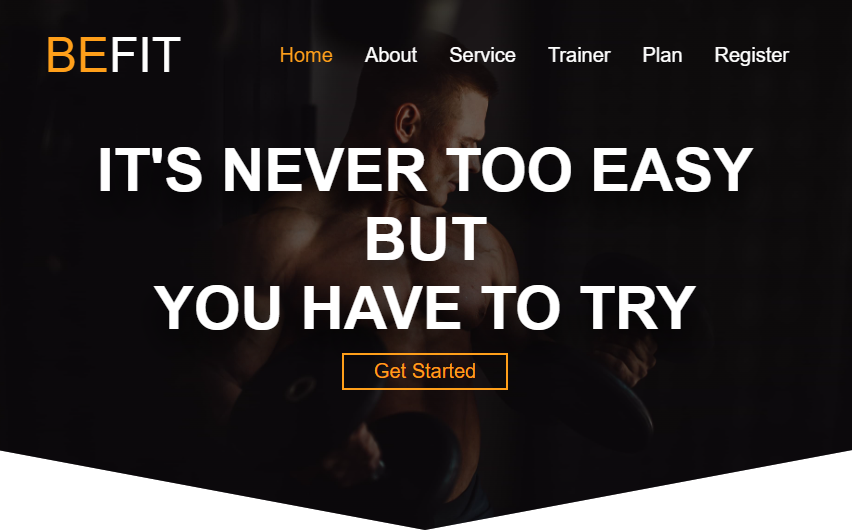 BEFIT
Home About Service Trainer Plan Register
IT'S NEVER TOO EASY
BUT
YOU HAVE TO TRY
Get Started